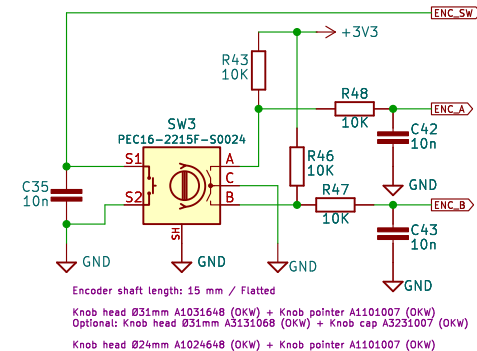 ENC_SW
R43
10K
+3V3
R48
10K
ENC_A
SW3
PEC16-2215F-S0024
C42
10n
S1
A
R46
10K
C35
10n
C
GND
S2
B
R47
10K
ENC_B
SH
C43
10n
GND
GND
GND
GND
Encoder shaft length: 15 mm / Flatted
Knob head Ø31mm A1031648 (OKW) + Knob pointer A1101007 (OKW)
Optional: Knob head Ø31mm A3131068 (OKW) + Knob cap A3231007 (OKW)
Knob head Ø24mm A1024648 (OKW) + Knob pointer A1101007 (OKW)